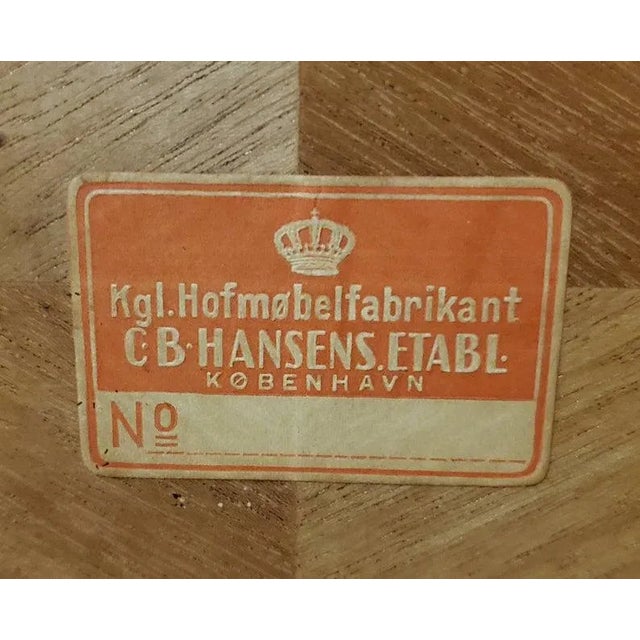 Kgl. Hofmøbelfabrikant
C·B·HANSENS. ETABL·
KØBENHAVN
Nº